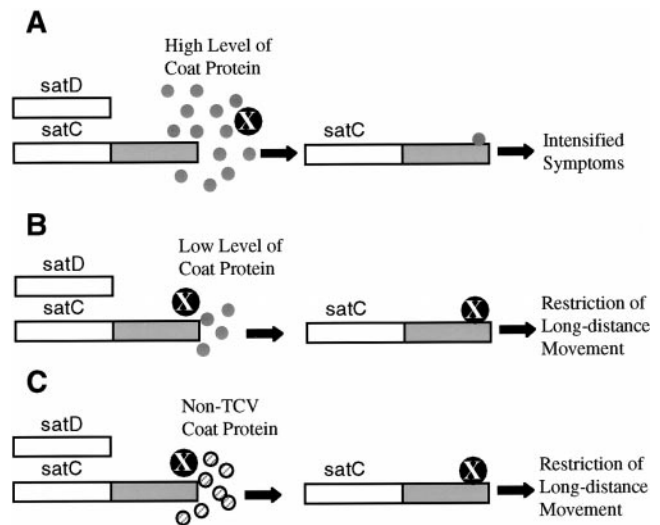 A
High Level of
Coat Protein
satD
X
satC
satC
Intensified
Symptoms
B
Low Level of
Coat Protein
satD
X
satC
satC
X
Restriction of
Long-distance
Movement
C
Non-TCV
Coat Protein
satD
X
satC
satC
X
Restriction of
Long-distance
Movement